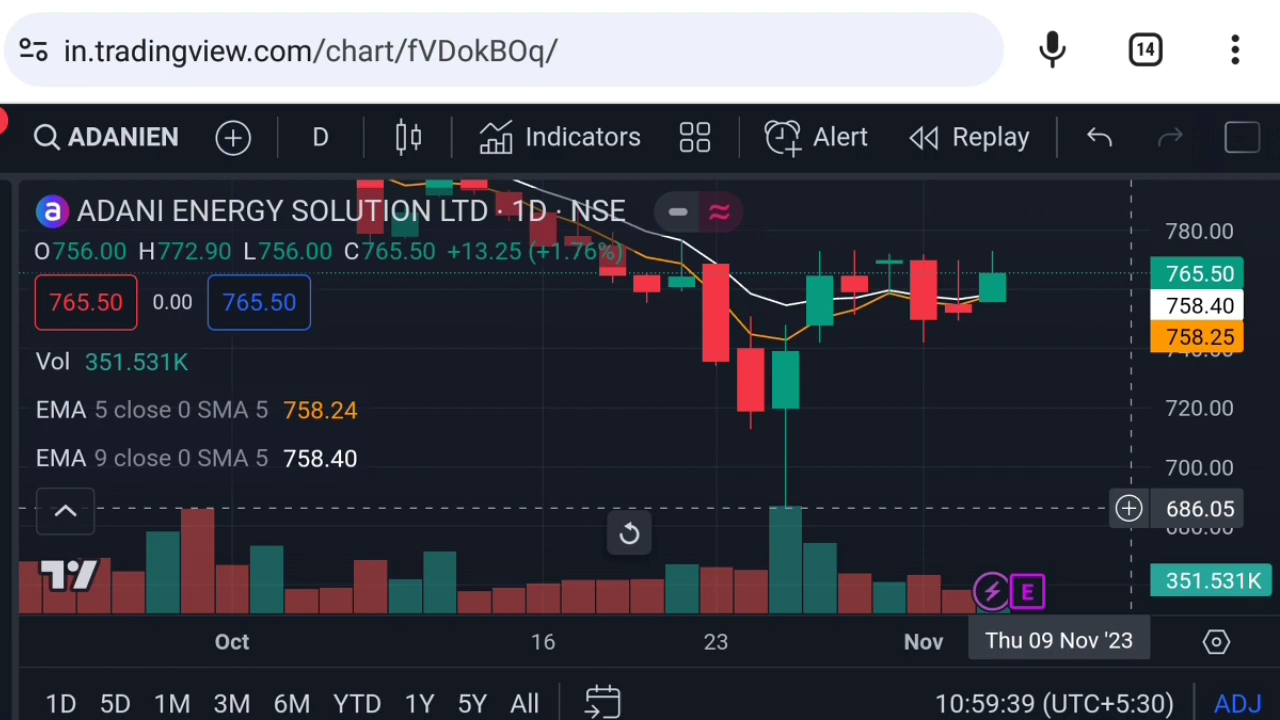 in.tradingview.com/chart/fVDokBOq/ 14
ADANIEN D Indicators Alert Replay
a ADANI ENERGY SOLUTION LTD · 1D · NSE
O756.00 H772.90 L756.00 C765.50 +13.25 (+1.76%)
765.50 0.00 765.50
Vol 351.531K
EMA 5 close 0 SMA 5 758.24
EMA 9 close 0 SMA 5 758.40
780.00
765.50
758.40
758.25
740.00
720.00
700.00
686.05
680.00
351.531K
E
Oct 16 23 Nov Thu 09 Nov '23
1D 5D 1M 3M 6M YTD 1Y 5Y All 10:59:39 (UTC+5:30) ADJ